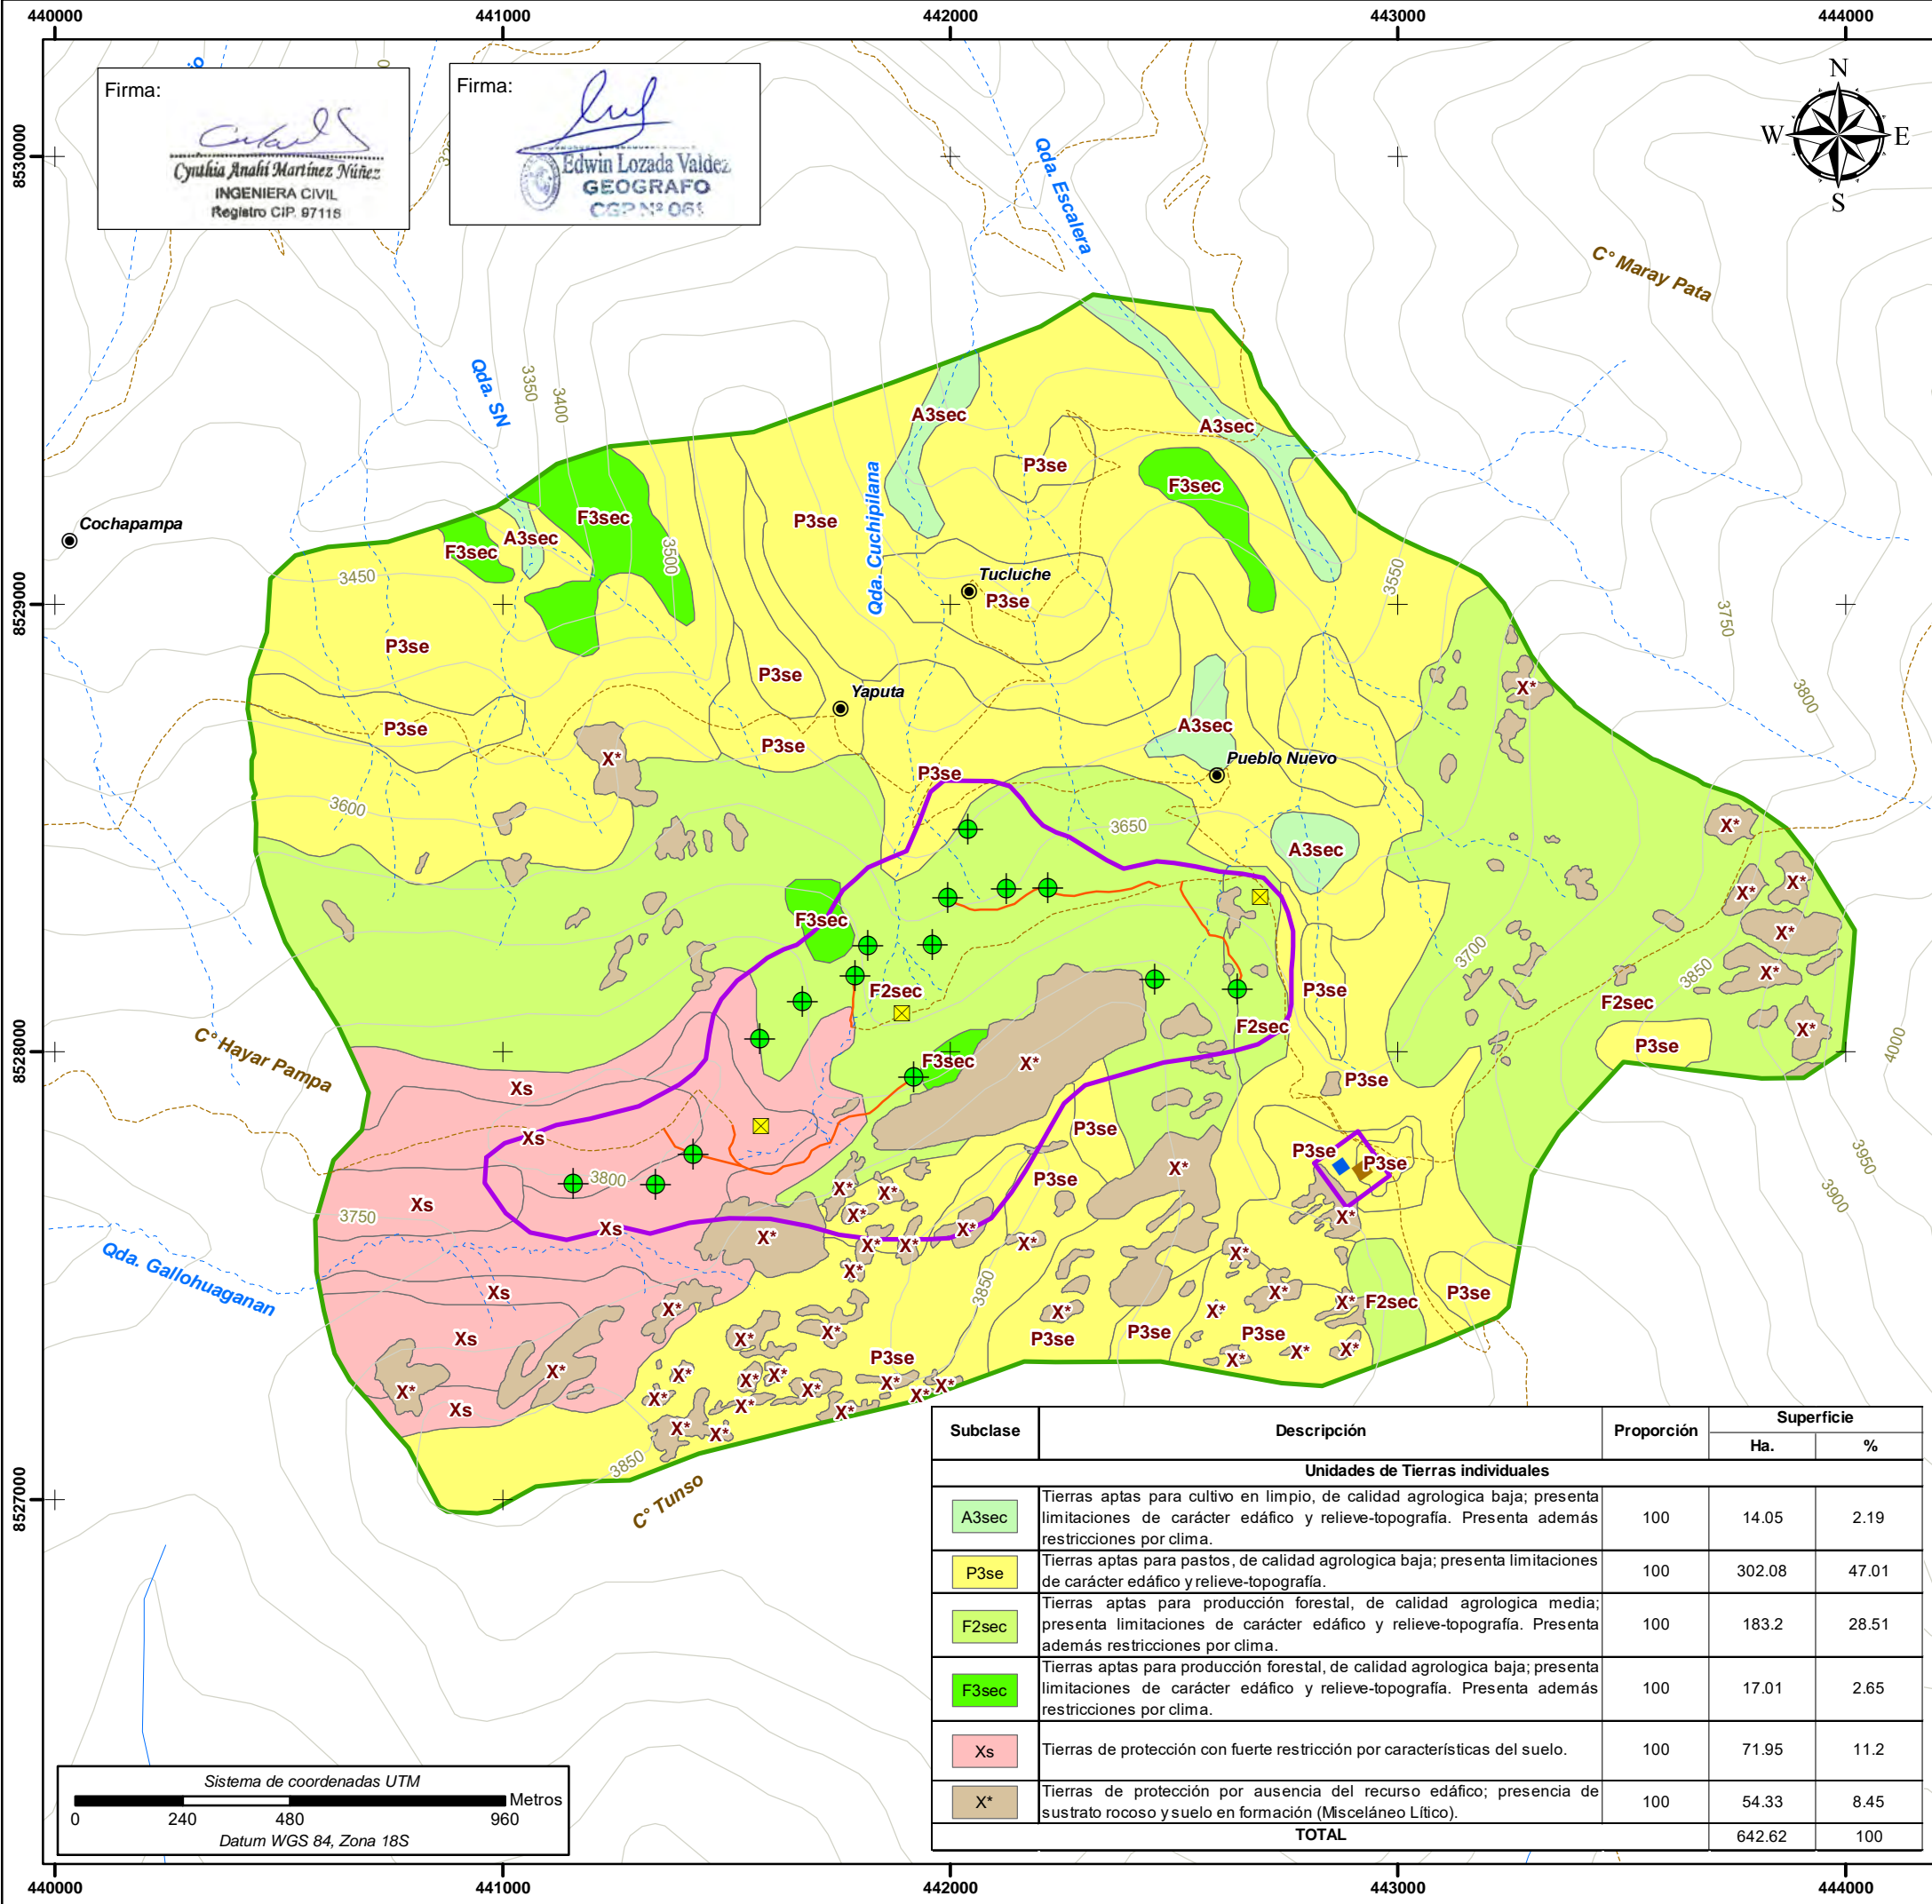 440000
441000
442000
443000
444000
8530000
8529000
8528000
8527000
Firma:
Cynthia Anahí Martínez Núñez
INGENIERA CIVIL
Registro CIP. 97116
Firma:
Edwin Lozada Valdez
GEOGRAFO
CGP Nº 061
N
W
E
S
Qda. Escalera
C° Maray Pata
Qda. SN
3350
3400
A3sec
A3sec
P3se
F3sec
Qda. Cuchipilana
P3se
F3sec
A3sec
F3sec
3500
Cochapampa
3450
Tucluche
P3se
3550
3750
3800
P3se
P3se
Yaputa
P3se
P3se
A3sec
Pueblo Nuevo
X*
X*
P3se
3600
3650
A3sec
X*
X*
X*
X*
X*
F3sec
F2sec
P3se
3700
3850
F2sec
F2sec
P3se
X*
4000
C° Hayar Pampa
F3sec
X*
P3se
Xs
Xs
P3se
P3se
P3se
3950
3900
3800
Xs
3750
Xs
X*
X*
X*
P3se
X*
X*
Qda. Gallohuaganan
X*
X*
X*
X*
X*
X*
X*
Xs
X*
3850
X*
X*
X*
X*
F2sec
P3se
Xs
X*
X*
P3se
P3se
P3se
X*
X*
X*
X*
X*
P3se
X*
X*
X*
X*
X*
X*
X*
X*
X*
Xs
X*
X*
X*
X*
3850
C° Tunso
Subclase Descripción Proporción Superficie
Ha. %
Unidades de Tierras individuales
A3sec Tierras aptas para cultivo en limpio, de calidad agrologica baja; presenta 100 14.05 2.19
limitaciones de carácter edáfico y relieve-topografía. Presenta además
restricciones por clima.
P3se Tierras aptas para pastos, de calidad agrologica baja; presenta limitaciones 100 302.08 47.01
de carácter edáfico y relieve-topografía.
F2sec Tierras aptas para producción forestal, de calidad agrologica media; 100 183.2 28.51
presenta limitaciones de carácter edáfico y relieve-topografía. Presenta
además restricciones por clima.
F3sec Tierras aptas para producción forestal, de calidad agrologica baja; presenta 100 17.01 2.65
limitaciones de carácter edáfico y relieve-topografía. Presenta además
restricciones por clima.
Xs Tierras de protección con fuerte restricción por características del suelo. 100 71.95 11.2
X* Tierras de protección por ausencia del recurso edáfico; presencia de 100 54.33 8.45
sustrato rocoso y suelo en formación (Misceláneo Lítico).
TOTAL 642.62 100
Sistema de coordenadas UTM
Metros
0 240 480 960
Datum WGS 84, Zona 18S
440000
441000
442000
443000
444000